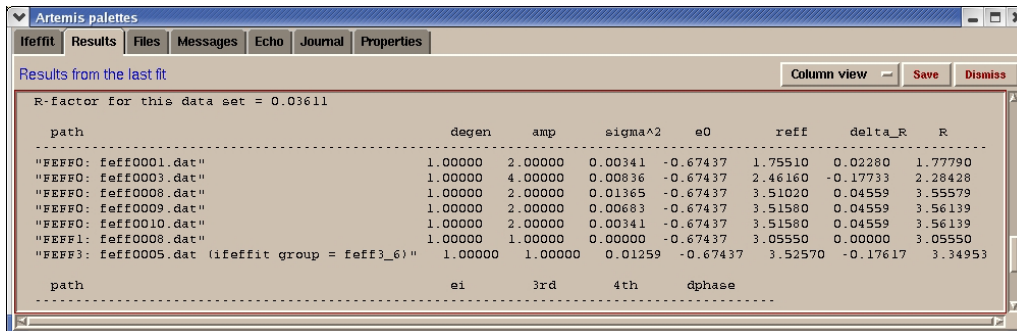 Artemis palettes
Ifeffit Results Files Messages Echo Journal Properties
Results from the last fit Column view Save Dismiss
R-factor for this data set = 0.03611
path degen amp sigma^2 e0 reff delta_R R
"FEFF0: feff0001.dat" 1.00000 2.00000 0.00341 -0.67437 1.75510 0.02280 1.77790
"FEFF0: feff0003.dat" 1.00000 4.00000 0.00836 -0.67437 2.46160 -0.17733 2.28428
"FEFF0: feff0008.dat" 1.00000 2.00000 0.01365 -0.67437 3.51020 0.04559 3.55579
"FEFF0: feff0009.dat" 1.00000 2.00000 0.00683 -0.67437 3.51580 0.04559 3.56139
"FEFF0: feff0010.dat" 1.00000 2.00000 0.00341 -0.67437 3.51580 0.04559 3.56139
"FEFF1: feff0008.dat" 1.00000 1.00000 0.00000 -0.67437 3.05550 0.00000 3.05550
"FEFF3: feff0005.dat (ifeffit group = feff3_6)" 1.00000 1.00000 0.01259 -0.67437 3.52570 -0.17617 3.34953
path ei 3rd 4th dphase